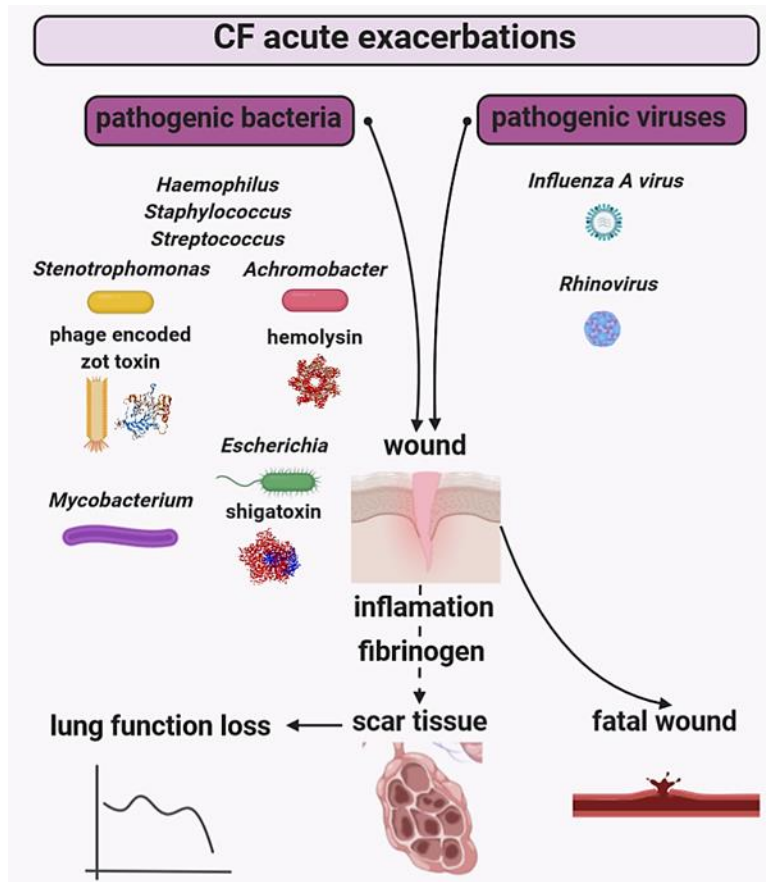 CF acute exacerbations
pathogenic bacteria
pathogenic viruses
Haemophilus
Staphylococcus
Streptococcus
Stenotrophomonas
Achromobacter
phage encoded
zot toxin
hemolysin
Escherichia
shigatoxin
Mycobacterium
Influenza A virus
Rhinovirus
wound
inflamation
fibrinogen
scar tissue
lung function loss
fatal wound